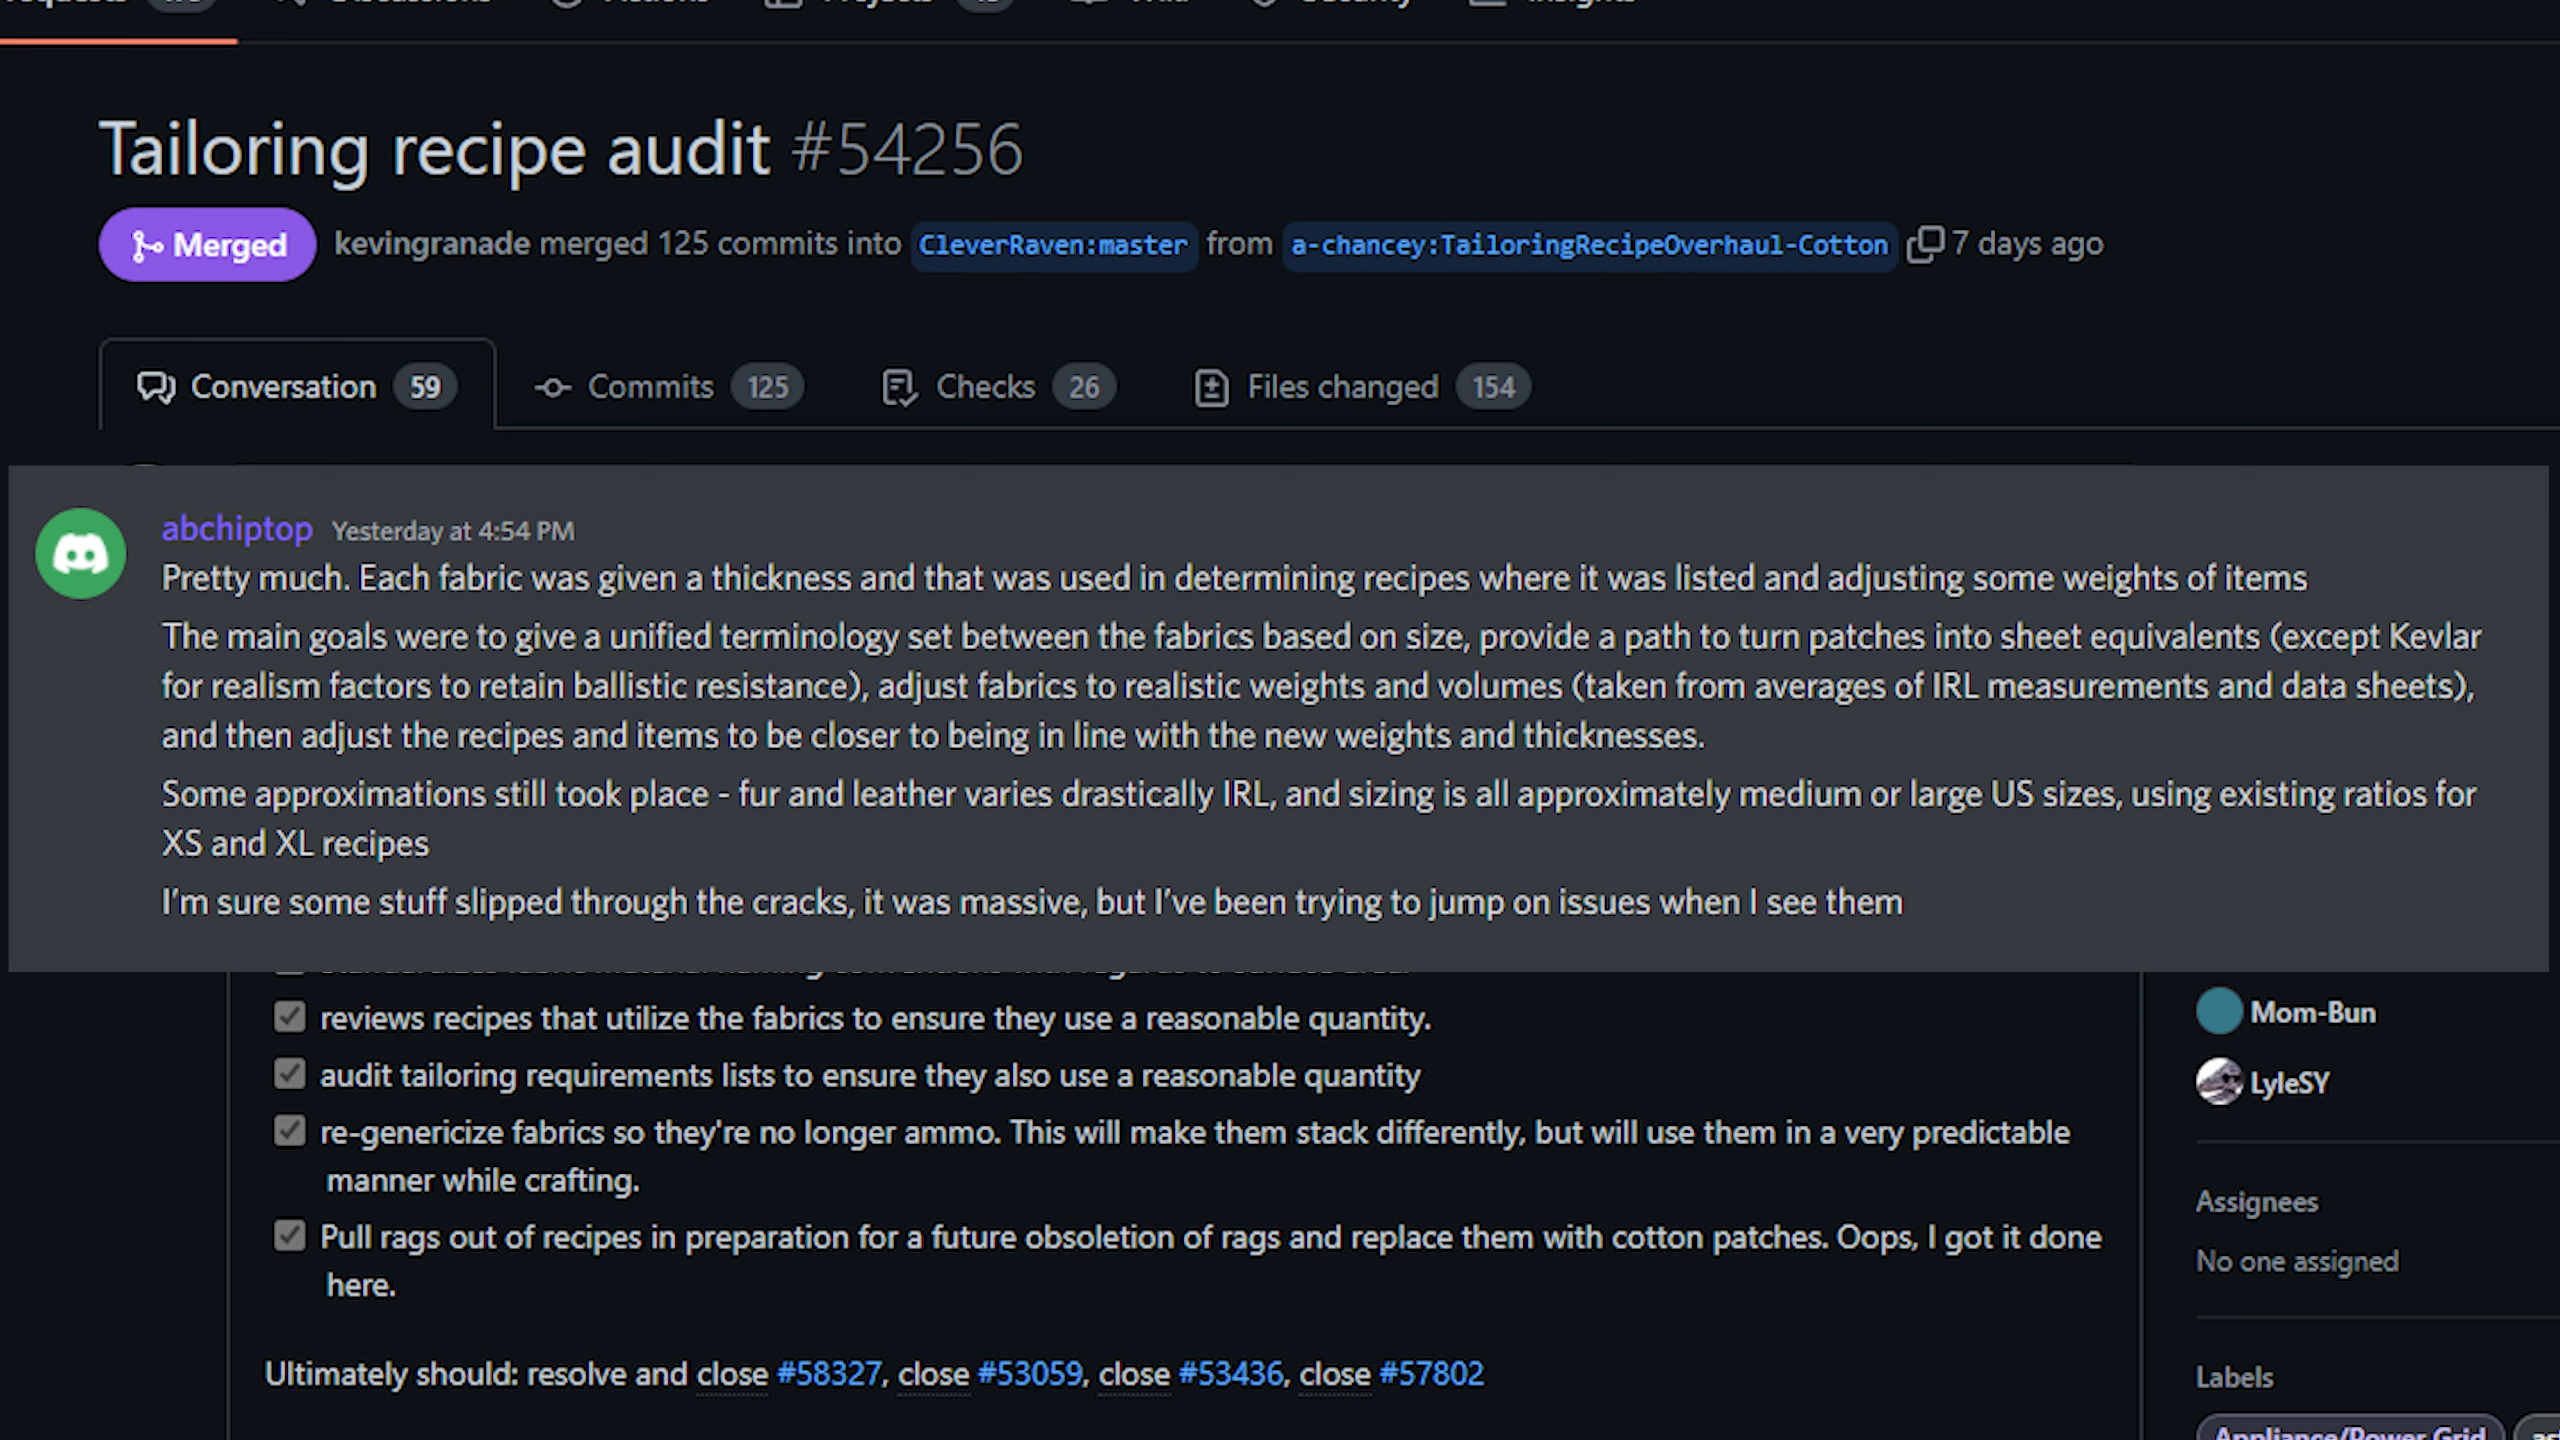 Tailoring recipe audit #54256
Merged kevingranade merged 125 commits into CleverRaven:master from a-chancey:TailoringRecipeOverhaul-Cotton 7 days ago
Conversation 59 Commits 125 Checks 26 Files changed 154
abchiptop Yesterday at 4:54 PM
Pretty much. Each fabric was given a thickness and that was used in determining recipes where it was listed and adjusting some weights of items
The main goals were to give a unified terminology set between the fabrics based on size, provide a path to turn patches into sheet equivalents (except Kevlar
for realism factors to retain ballistic resistance), adjust fabrics to realistic weights and volumes (taken from averages of IRL measurements and data sheets),
and then adjust the recipes and items to be closer to being in line with the new weights and thicknesses.
Some approximations still took place - fur and leather varies drastically IRL, and sizing is all approximately medium or large US sizes, using existing ratios for
XS and XL recipes
I've been trying to jump on issues when I see them
reviews recipes that utilize the fabrics to ensure they use a reasonable quantity.
audit tailoring requirements lists to ensure they also use a reasonable quantity
re-genericize fabrics so they're no longer ammo. This will make them stack differently, but will use them in a very predictable
manner while crafting.
Pull rags out of recipes in preparation for a future obsoletion of rags and replace them with cotton patches. Oops, I got it done
here.
Ultimately should: resolve and close #58327, close #53059, close #53436, close #57802
Mom-Bun
LyleSY
Assignees
No one assigned
Labels
Appliance/Power Grid